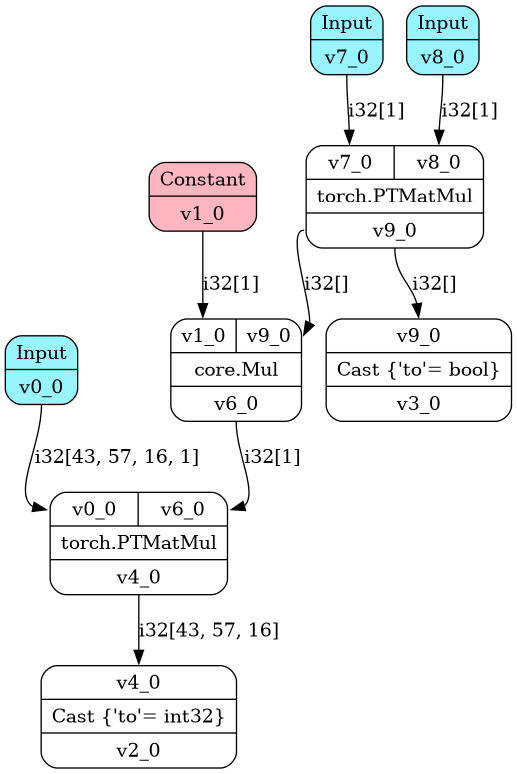 Input
v7_0
Input
v8_0
i32[1]
i32[1]
v7_0 v8_0
torch.PTMatMul
v9_0
Constant
v1_0
i32[1]
i32[]
i32[]
v1_0 v9_0
core.Mul
v6_0
v9_0
Cast {'to'= bool}
v3_0
Input
v0_0
i32[43, 57, 16, 1]
i32[1]
v0_0 v6_0
torch.PTMatMul
v4_0
i32[43, 57, 16]
v4_0
Cast {'to'= int32}
v2_0